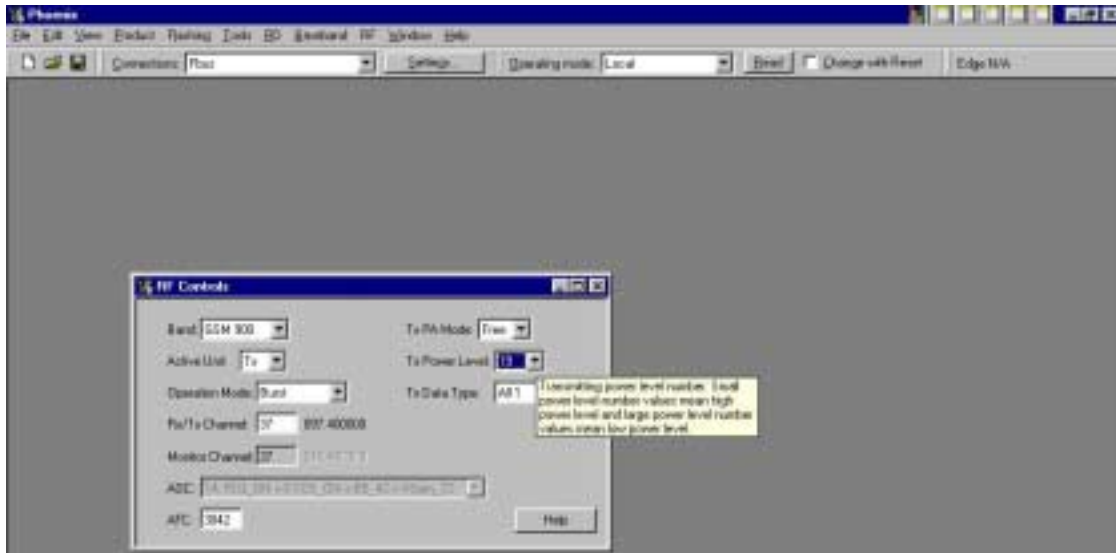 Phoenix
File Edit View Product Flashing Tools Baseband RF Window Help
Connections: Fbus Settings... Operating mode: Local Read Change with Reset Edge N/A
RF Controls
Band: GSM 900 Tx PA Mode: Free
Active Unit: Tx Tx Power Level:
Operation Mode: Burst Tx Data Type: All 1
Rx/Tx Channel: 37 897.400000
Monitor Channel: 37
AGC:
AFC: Help
Transmitting power level number. Small
power level number values mean high
power level and large power level number
values mean low power level.